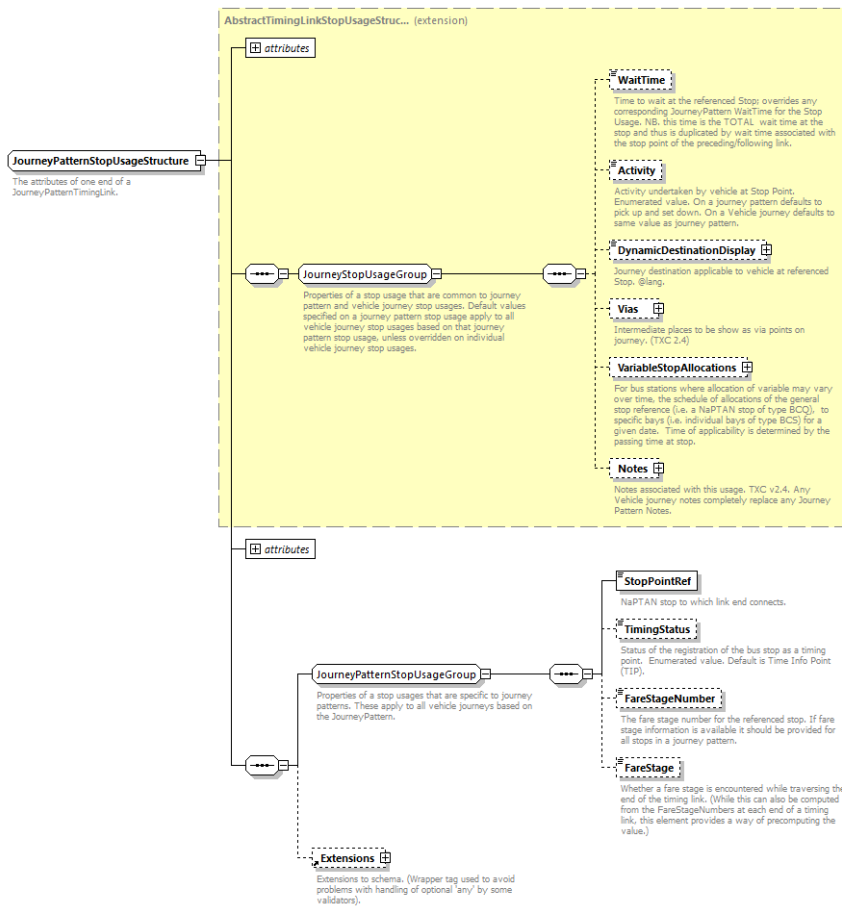 AbstractTimingLinkStopUsageStruc... (extension)
attributes
WaitTime
Time to wait at the referenced Stop; overrides any
corresponding JourneyPattern WaitTime for the Stop
Usage. NB. this time is the TOTAL wait time at the
stop and thus is duplicated by wait time associated with
the stop point of the preceding/following link.
JourneyPatternStopUsageStructure
The attributes of one end of a
JourneyPatternTimingLink.
Activity
Activity undertaken by vehicle at Stop Point.
Enumerated value. On a journey pattern defaults to
pick up and set down. On a Vehicle journey defaults to
same value as journey pattern.
DynamicDestinationDisplay
Journey destination applicable to vehicle at referenced
Stop. @lang.
JourneyStopUsageGroup
Properties of a stop usage that are common to journey
pattern and vehicle journey stop usages. Default values
specified on a journey pattern stop usage apply to all
vehicle journey stop usages based on that journey
pattern stop usage, unless overridden on individual
vehicle journey stop usages.
Vias
Intermediate places to be show as via points on
journey. (TXC 2.4)
VariableStopAllocations
For bus stations where allocation of variable may vary
over time, the schedule of allocations of the general
stop reference (i.e. a NaPTAN stop of type BCQ), to
specific bays (i.e. individual bays of type BCS) for a
given date. Time of applicability is determined by the
passing time at stop.
Notes
Notes associated with this usage. TXC v2.4. Any
Vehicle journey notes completely replace any Journey
Pattern Notes.
attributes
StopPointRef
NaPTAN stop to which link end connects.
TimingStatus
Status of the registration of the bus stop as a timing
point. Enumerated value. Default is Time Info Point
(TIP).
JourneyPatternStopUsageGroup
Properties of a stop usages that are specific to journey
patterns. These apply to all vehicle journeys based on
the JourneyPattern.
FareStageNumber
The fare stage number for the referenced stop. If fare
stage information is available it should be provided for
all stops in a journey pattern.
FareStage
Whether a fare stage is encountered while traversing the
end of the timing link. (While this can also be computed
from the FareStageNumbers at each end of a timing
link, this element provides a way of precomputing the
value.)
Extensions
Extensions to schema. (Wrapper tag used to avoid
problems with handling of optional 'any' by some
validators).